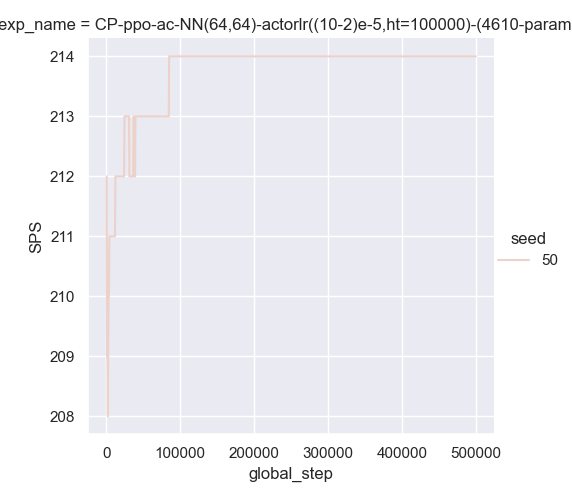 exp_name = CP-ppo-ac-NN(64,64)-actorlr((10-2)e-5,ht=100000)-(4610-param
214
213
212
211
210
209
208
SPS
0 100000 200000 300000 400000 500000
global_step
seed
50